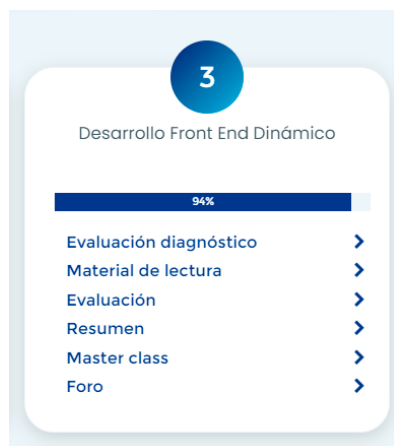 3
Desarrollo Front End Dinámico
94%
Evaluación diagnóstico
Material de lectura
Evaluación
Resumen
Master class
Foro